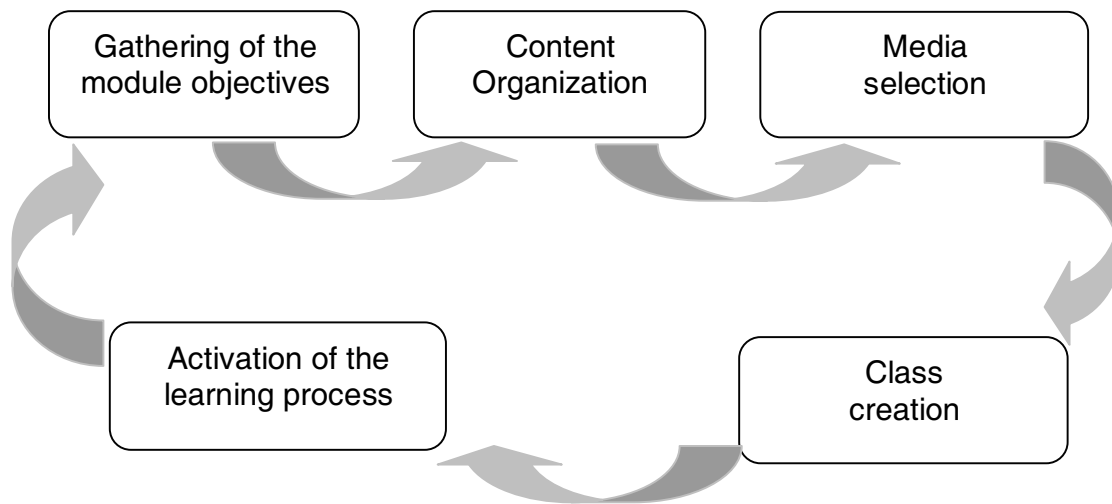 Gathering of the
module objectives
Content
Organization
Media
selection
Activation of the
learning process
Class
creation